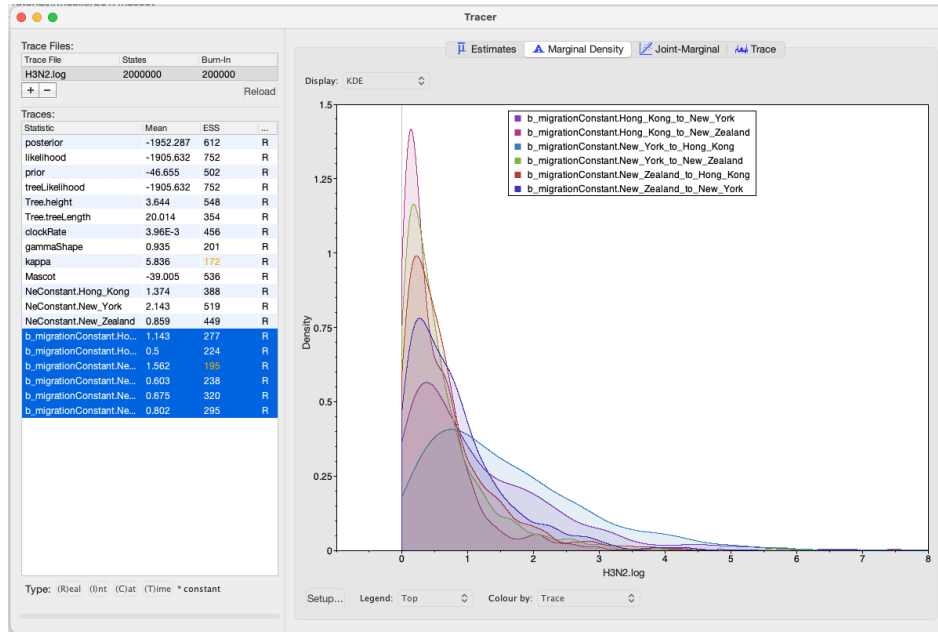 Tracer
Trace Files:
Trace File States Burn-In
H3N2.log 2000000 200000
+ − Reload
Traces:
Statistic Mean ESS ...
posterior -1952.287 612 R
likelihood -1905.632 752 R
prior -46.655 502 R
treeLikelihood -1905.632 752 R
Tree.height 3.644 548 R
Tree.treeLength 20.014 354 R
clockRate 3.96E-3 456 R
gammaShape 0.935 201 R
kappa 5.836 172 R
Mascot -39.005 536 R
NeConstant.Hong_Kong 1.374 388 R
NeConstant.New_York 2.143 519 R
NeConstant.New_Zealand 0.859 449 R
b_migrationConstant.Ho... 1.143 277 R
b_migrationConstant.Ho... 0.5 224 R
b_migrationConstant.Ne... 1.562 195 R
b_migrationConstant.Ne... 0.603 238 R
b_migrationConstant.Ne... 0.675 320 R
b_migrationConstant.Ne... 0.802 295 R
Type: (R)eal (I)nt (C)at (T)ime * constant
Estimates Marginal Density Joint-Marginal Trace
Display: KDE
b_migrationConstant.Hong_Kong_to_New_York
b_migrationConstant.Hong_Kong_to_New_Zealand
b_migrationConstant.New_York_to_Hong_Kong
b_migrationConstant.New_York_to_New_Zealand
b_migrationConstant.New_Zealand_to_Hong_Kong
b_migrationConstant.New_Zealand_to_New_York
1.5
1.25
1
0.75
0.5
0.25
0
Density
0 1 2 3 4 5 6 7 8
H3N2.log
Setup... Legend: Top Colour by: Trace